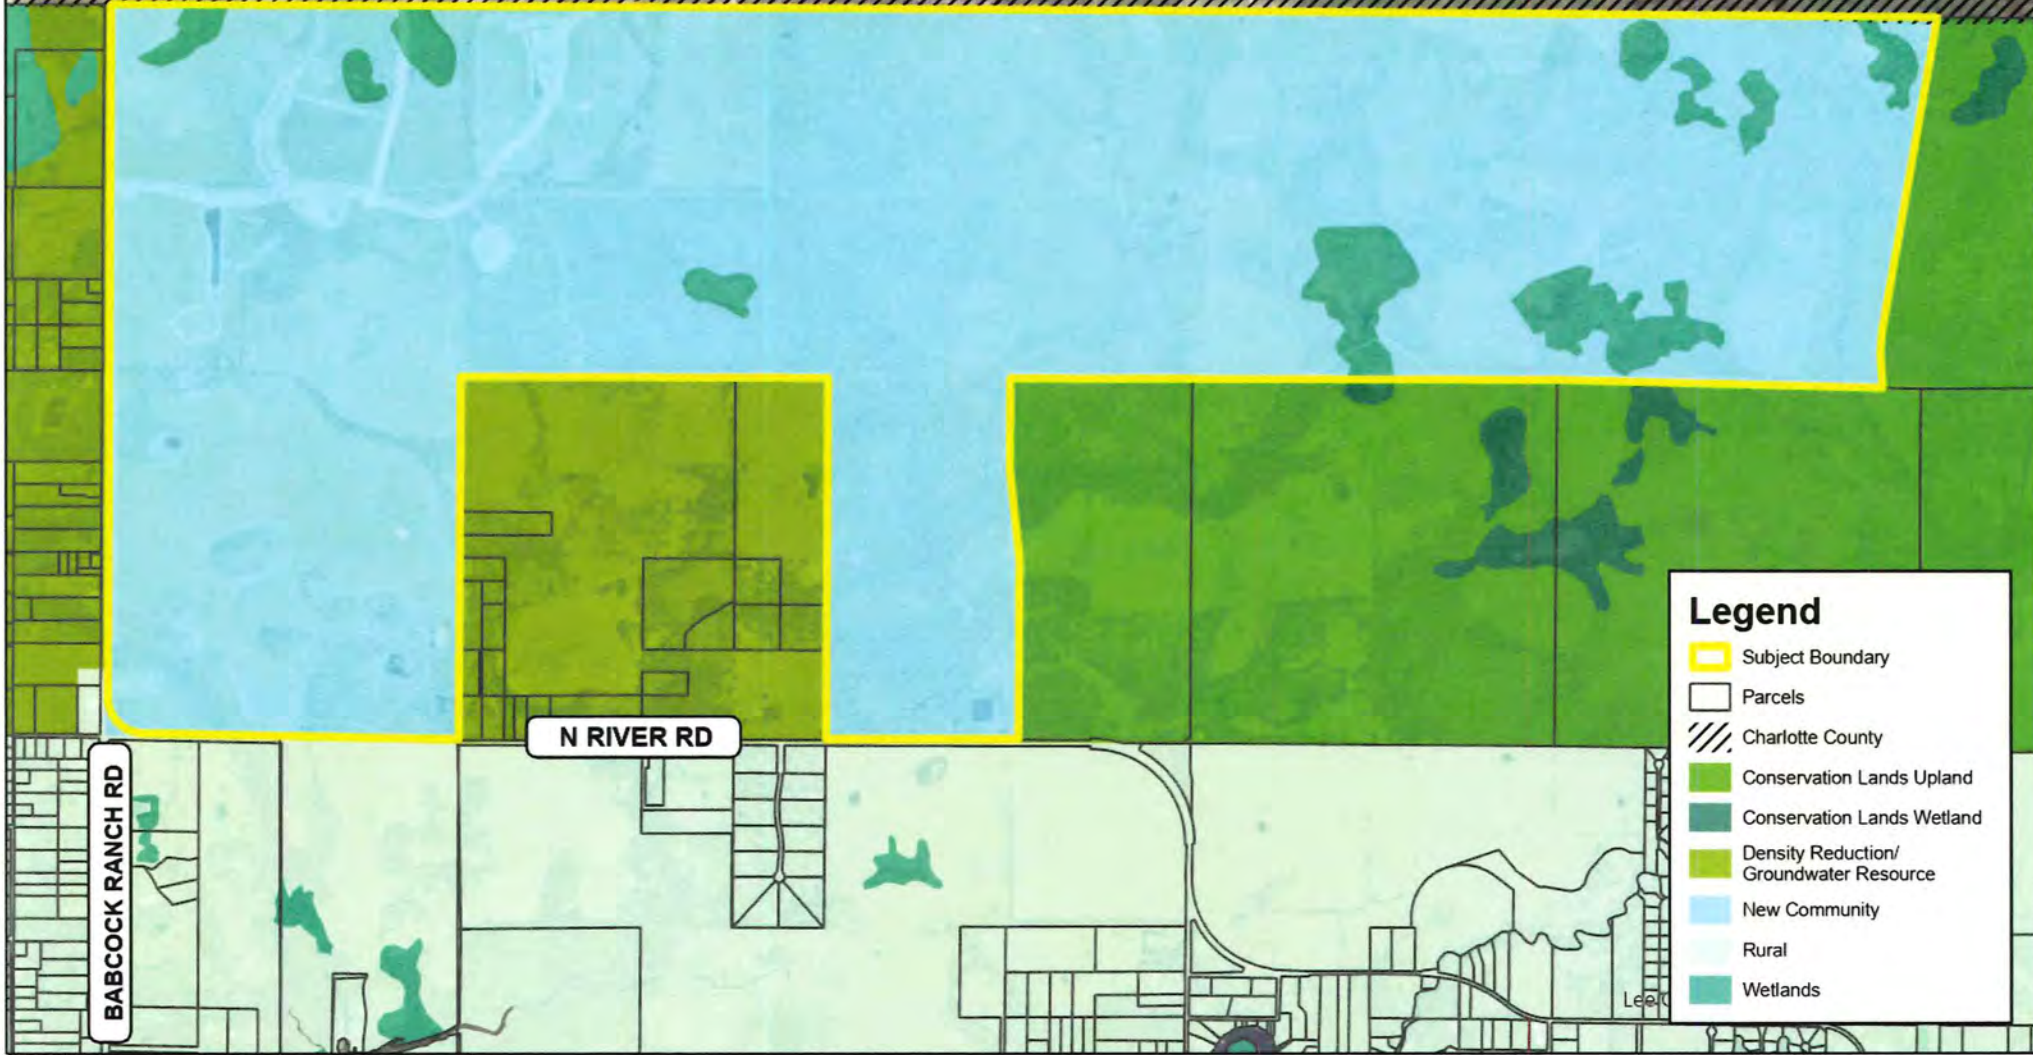 N RIVER RD
BABCOCK RANCH RD
Legend
Subject Boundary
Parcels
Charlotte County
Conservation Lands Upland
Conservation Lands Wetland
Density Reduction/
Groundwater Resource
New Community
Rural
Wetlands
Lee